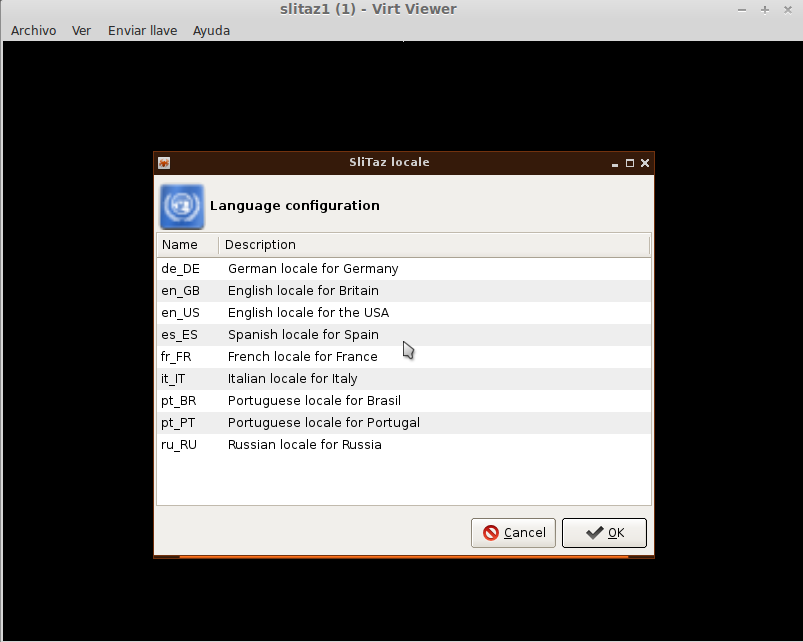 slitaz1 (1) - Virt Viewer
Archivo Ver Enviar llave Ayuda
SliTaz locale
Language configuration
Name Description
de_DE German locale for Germany
en_GB English locale for Britain
en_US English locale for the USA
es_ES Spanish locale for Spain
fr_FR French locale for France
it_IT Italian locale for Italy
pt_BR Portuguese locale for Brasil
pt_PT Portuguese locale for Portugal
ru_RU Russian locale for Russia
Cancel OK